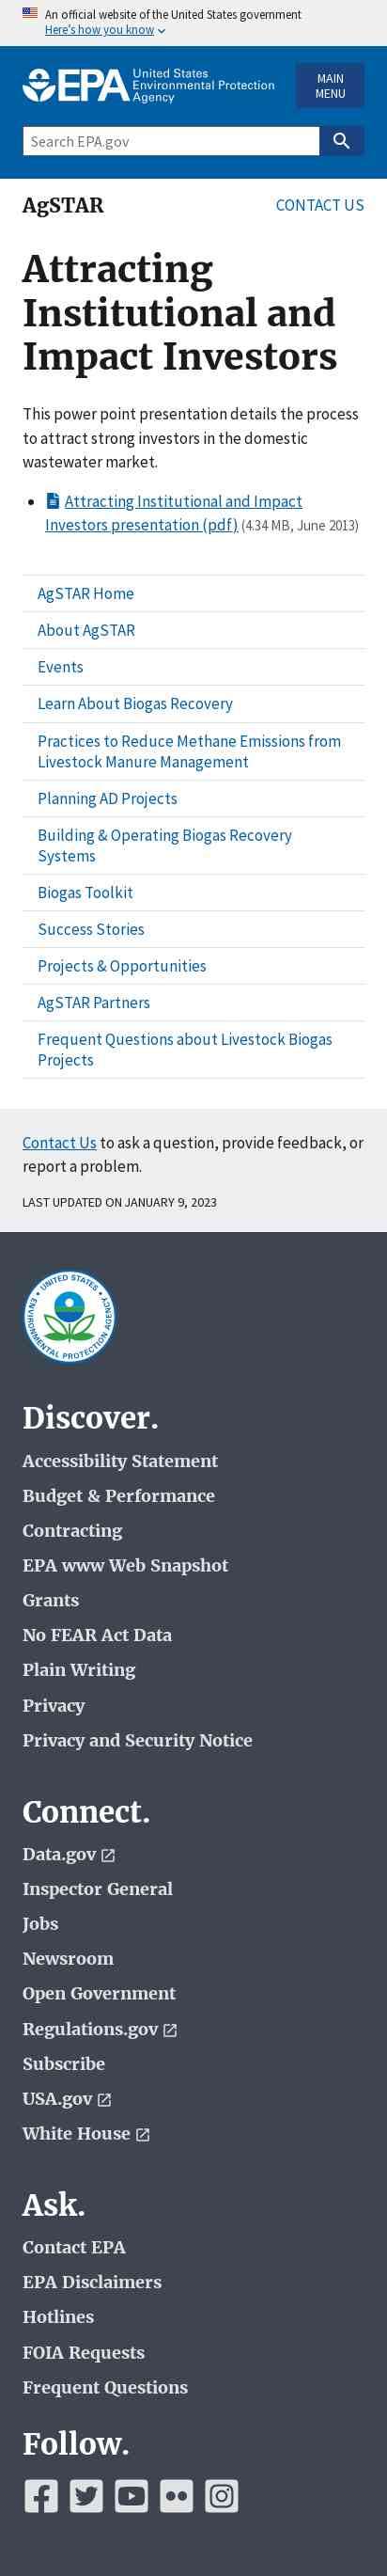 An official website of the United States government
Here's how you know
EPA United States
Environmental Protection
Agency
MAIN
MENU
Search EPA.gov
AgSTAR
CONTACT US
Attracting
Institutional and
Impact Investors
This power point presentation details the process
to attract strong investors in the domestic
wastewater market.
Attracting Institutional and Impact
Investors presentation (pdf) (4.34 MB, June 2013)
AgSTAR Home
About AgSTAR
Events
Learn About Biogas Recovery
Practices to Reduce Methane Emissions from
Livestock Manure Management
Planning AD Projects
Building & Operating Biogas Recovery
Systems
Biogas Toolkit
Success Stories
Projects & Opportunities
AgSTAR Partners
Frequent Questions about Livestock Biogas
Projects
Contact Us to ask a question, provide feedback, or
report a problem.
LAST UPDATED ON JANUARY 9, 2023
UNITED STATES
ENVIRONMENTAL PROTECTION AGENCY
Discover.
Accessibility Statement
Budget & Performance
Contracting
EPA www Web Snapshot
Grants
No FEAR Act Data
Plain Writing
Privacy
Privacy and Security Notice
Connect.
Data.gov
Inspector General
Jobs
Newsroom
Open Government
Regulations.gov
Subscribe
USA.gov
White House
Ask.
Contact EPA
EPA Disclaimers
Hotlines
FOIA Requests
Frequent Questions
Follow.